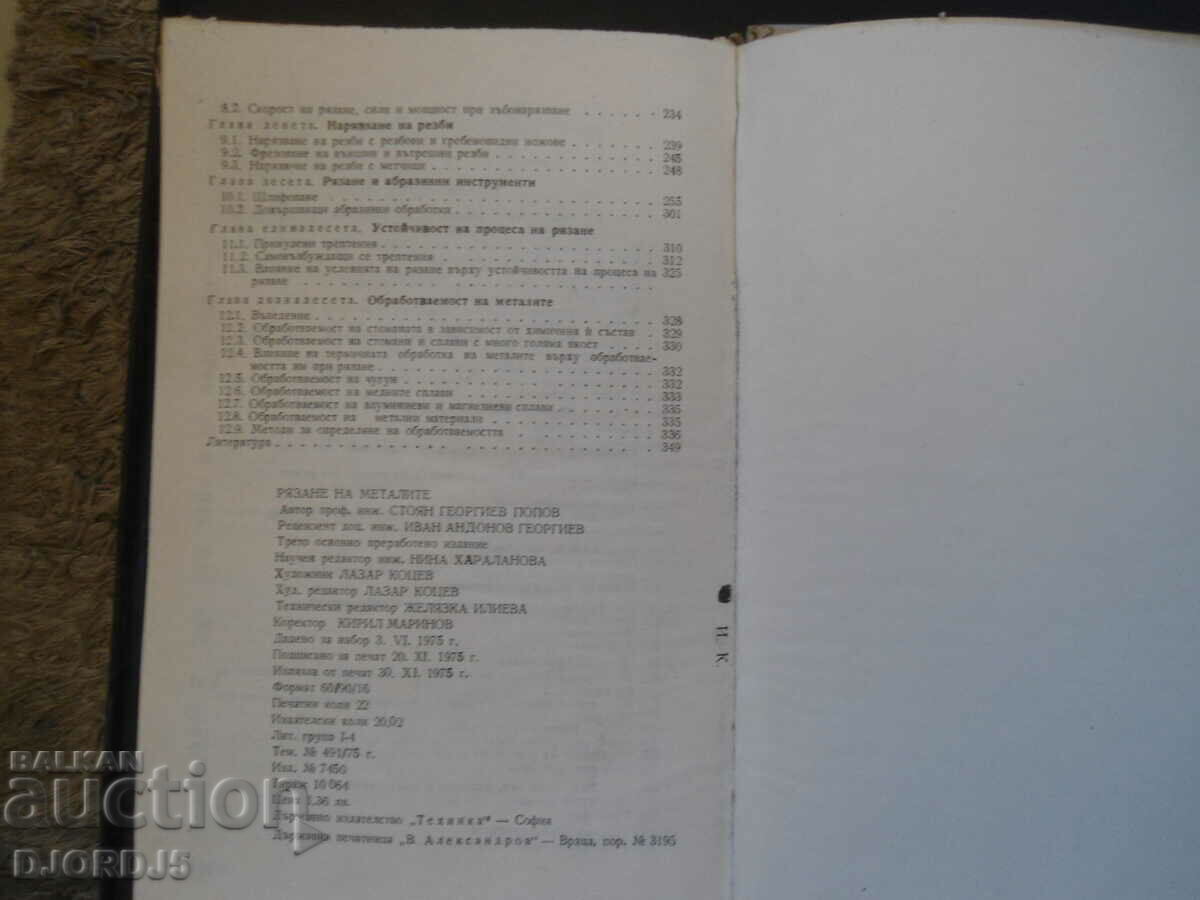 8.2. Скорост на рязане, сили и мощност при зъбонарязване . . . . . . 234
Глава девета. Нарязване на резби
9.1. Нарязване на резби с резбови и гребеновидни ножове . . . . . . 239
9.2. Фрезоване на външни и вътрешни резби . . . . . . 245
9.3. Нарязване на резби с метчици . . . . . . 248
Глава десета. Рязане и абразивни инструменти
10.1. Шлифоване . . . . . . 255
10.2. Довършващи абразивни обработки . . . . . . 301
Глава единадесета. Устойчивост на процеса на рязане
11.1. Принудени трептения . . . . . . 310
11.2. Самовъзбуждащи се трептения . . . . . . 312
11.3. Влияние на условията на рязане върху устойчивостта на процеса на 325
рязане . . . . . .
Глава дванадесета. Обработваемост на металите
12.1. Въведение . . . . . . 328
12.2. Обработваемост на стоманата в зависимост от химичния ѝ състав . 329
12.3. Обработваемост на стомани и сплави с много голяма якост . . . . 330
12.4. Влияние на термичната обработка на металите върху обработвае-
мостта им при рязане . . . . . . 332
12.5. Обработваемост на чугун . . . . . . 332
12.6. Обработваемост на медните сплави . . . . . . 333
12.7. Обработваемост на алуминиеви и магнезиеви сплави . . . . . . 335
12.8. Обработваемост на метални материали . . . . . . 335
12.9. Методи за определяне на обработваемостта . . . . . . 336
Литература . . . . . . 349
РЯЗАНЕ НА МЕТАЛИТЕ
Автор проф. инж. СТОЯН ГЕОРГИЕВ ПОПОВ
Рецензент доц. инж. ИВАН АНДОНОВ ГЕОРГИЕВ
Трето основно преработено издание
Научен редактор инж. НИНА ХАРАЛАНОВА
Художник ЛАЗАР КОЦЕВ
Худ. редактор ЛАЗАР КОЦЕВ
Технически редактор ЖЕЛЯЗКА ИЛИЕВА
Коректор КИРИЛ МАРИНОВ
Дадено за набор 3. VI. 1975 г.
Подписано за печат 20. XI. 1975 г.
Излязла от печат 30. XI. 1975 г.
Формат 60/90/16
Печатни коли 22
Издателски коли 20,02
Лит. група I-4
Тем. № 491/75 г.
Изд. № 7450
Тираж 10 064
Цена 1,36 лв.
Държавно издателство „Техника“ — София
Държавна печатница „В. Александров“ — Враца, пор. № 3195
И. К.
BALKAN
auction
DJORDJ5